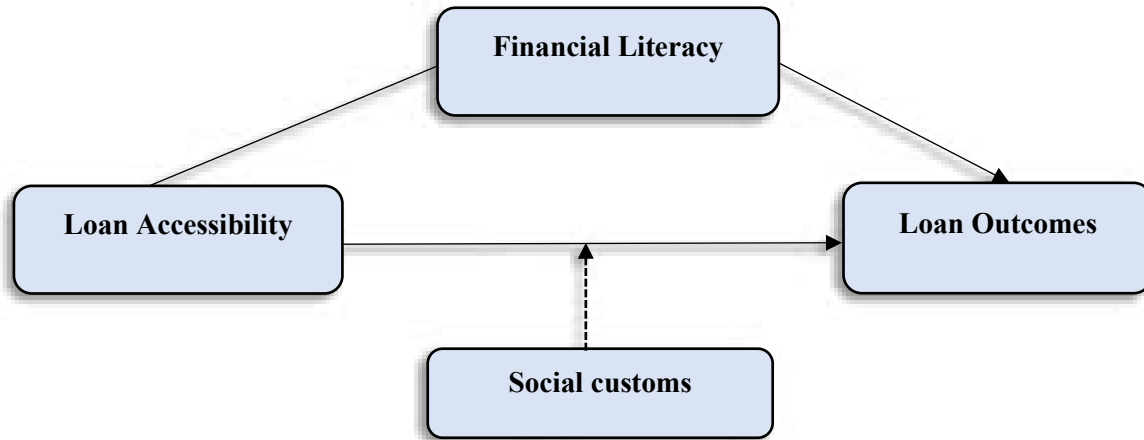 Financial Literacy
Loan Accessibility
Loan Outcomes
Social customs